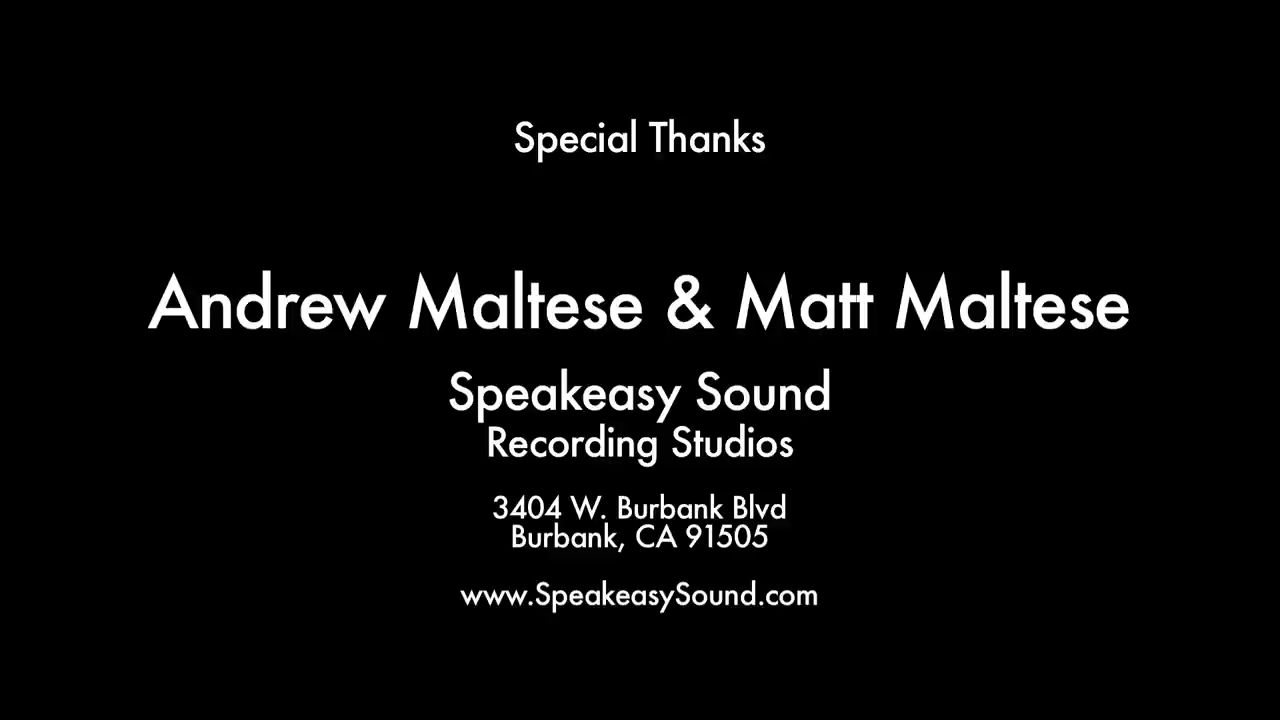 Special Thanks
Andrew Maltese & Matt Maltese
Speakeasy Sound
Recording Studios
3404 W. Burbank Blvd
Burbank, CA 91505
www.SpeakeasySound.com